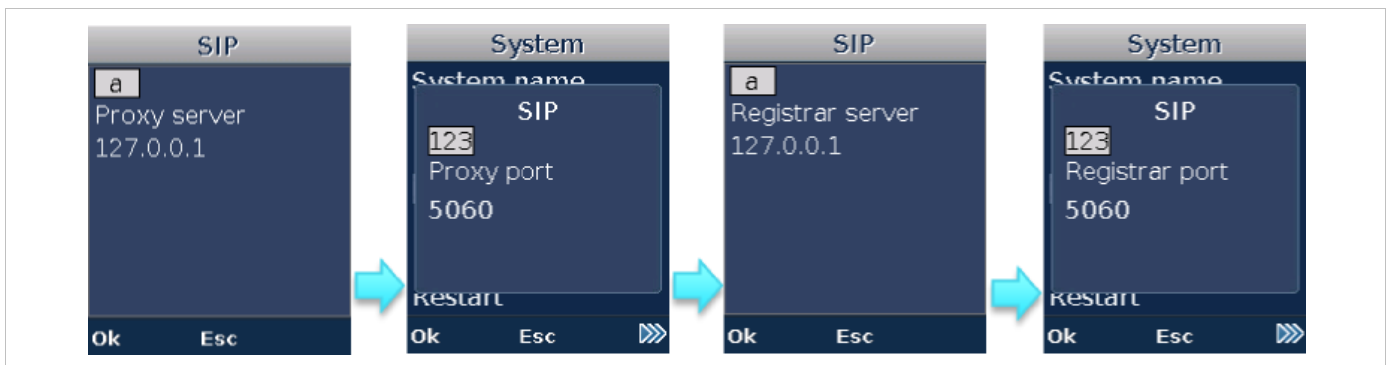 SIP
a
Proxy server
127.0.0.1
Ok Esc
System
System name
SIP
123
Proxy port
5060
Restart
Ok Esc
SIP
a
Registrar server
127.0.0.1
Ok Esc
System
System name
SIP
123
Registrar port
5060
Restart
Ok Esc